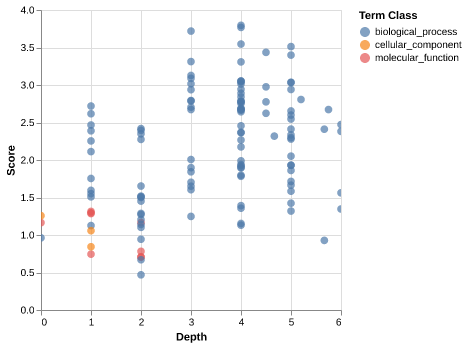 4.0
3.5
3.0
2.5
2.0
1.5
1.0
0.5
0.0
Score
0 1 2 3 4 5 6
Depth
Term Class
biological_process
cellular_component
molecular_function